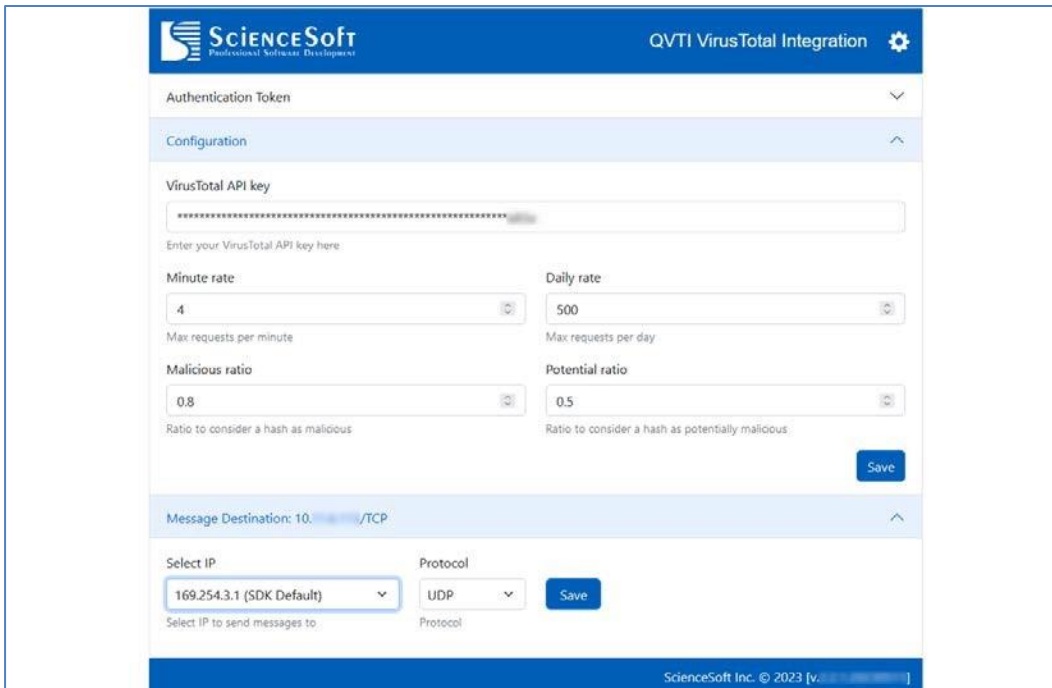 SCIENCESOFT
Professional Software Development
QVTI VirusTotal Integration
Authentication Token
Configuration
VirusTotal API key
Enter your VirusTotal API key here
Minute rate
Daily rate
4
500
Max requests per minute
Max requests per day
Malicious ratio
Potential ratio
0.8
0.5
Ratio to consider a hash as malicious
Ratio to consider a hash as potentially malicious
Save
Message Destination: 10. /TCP
Select IP
Protocol
169.254.3.1 (SDK Default)
UDP
Save
Select IP to send messages to
Protocol
ScienceSoft Inc. © 2023 [v. ]